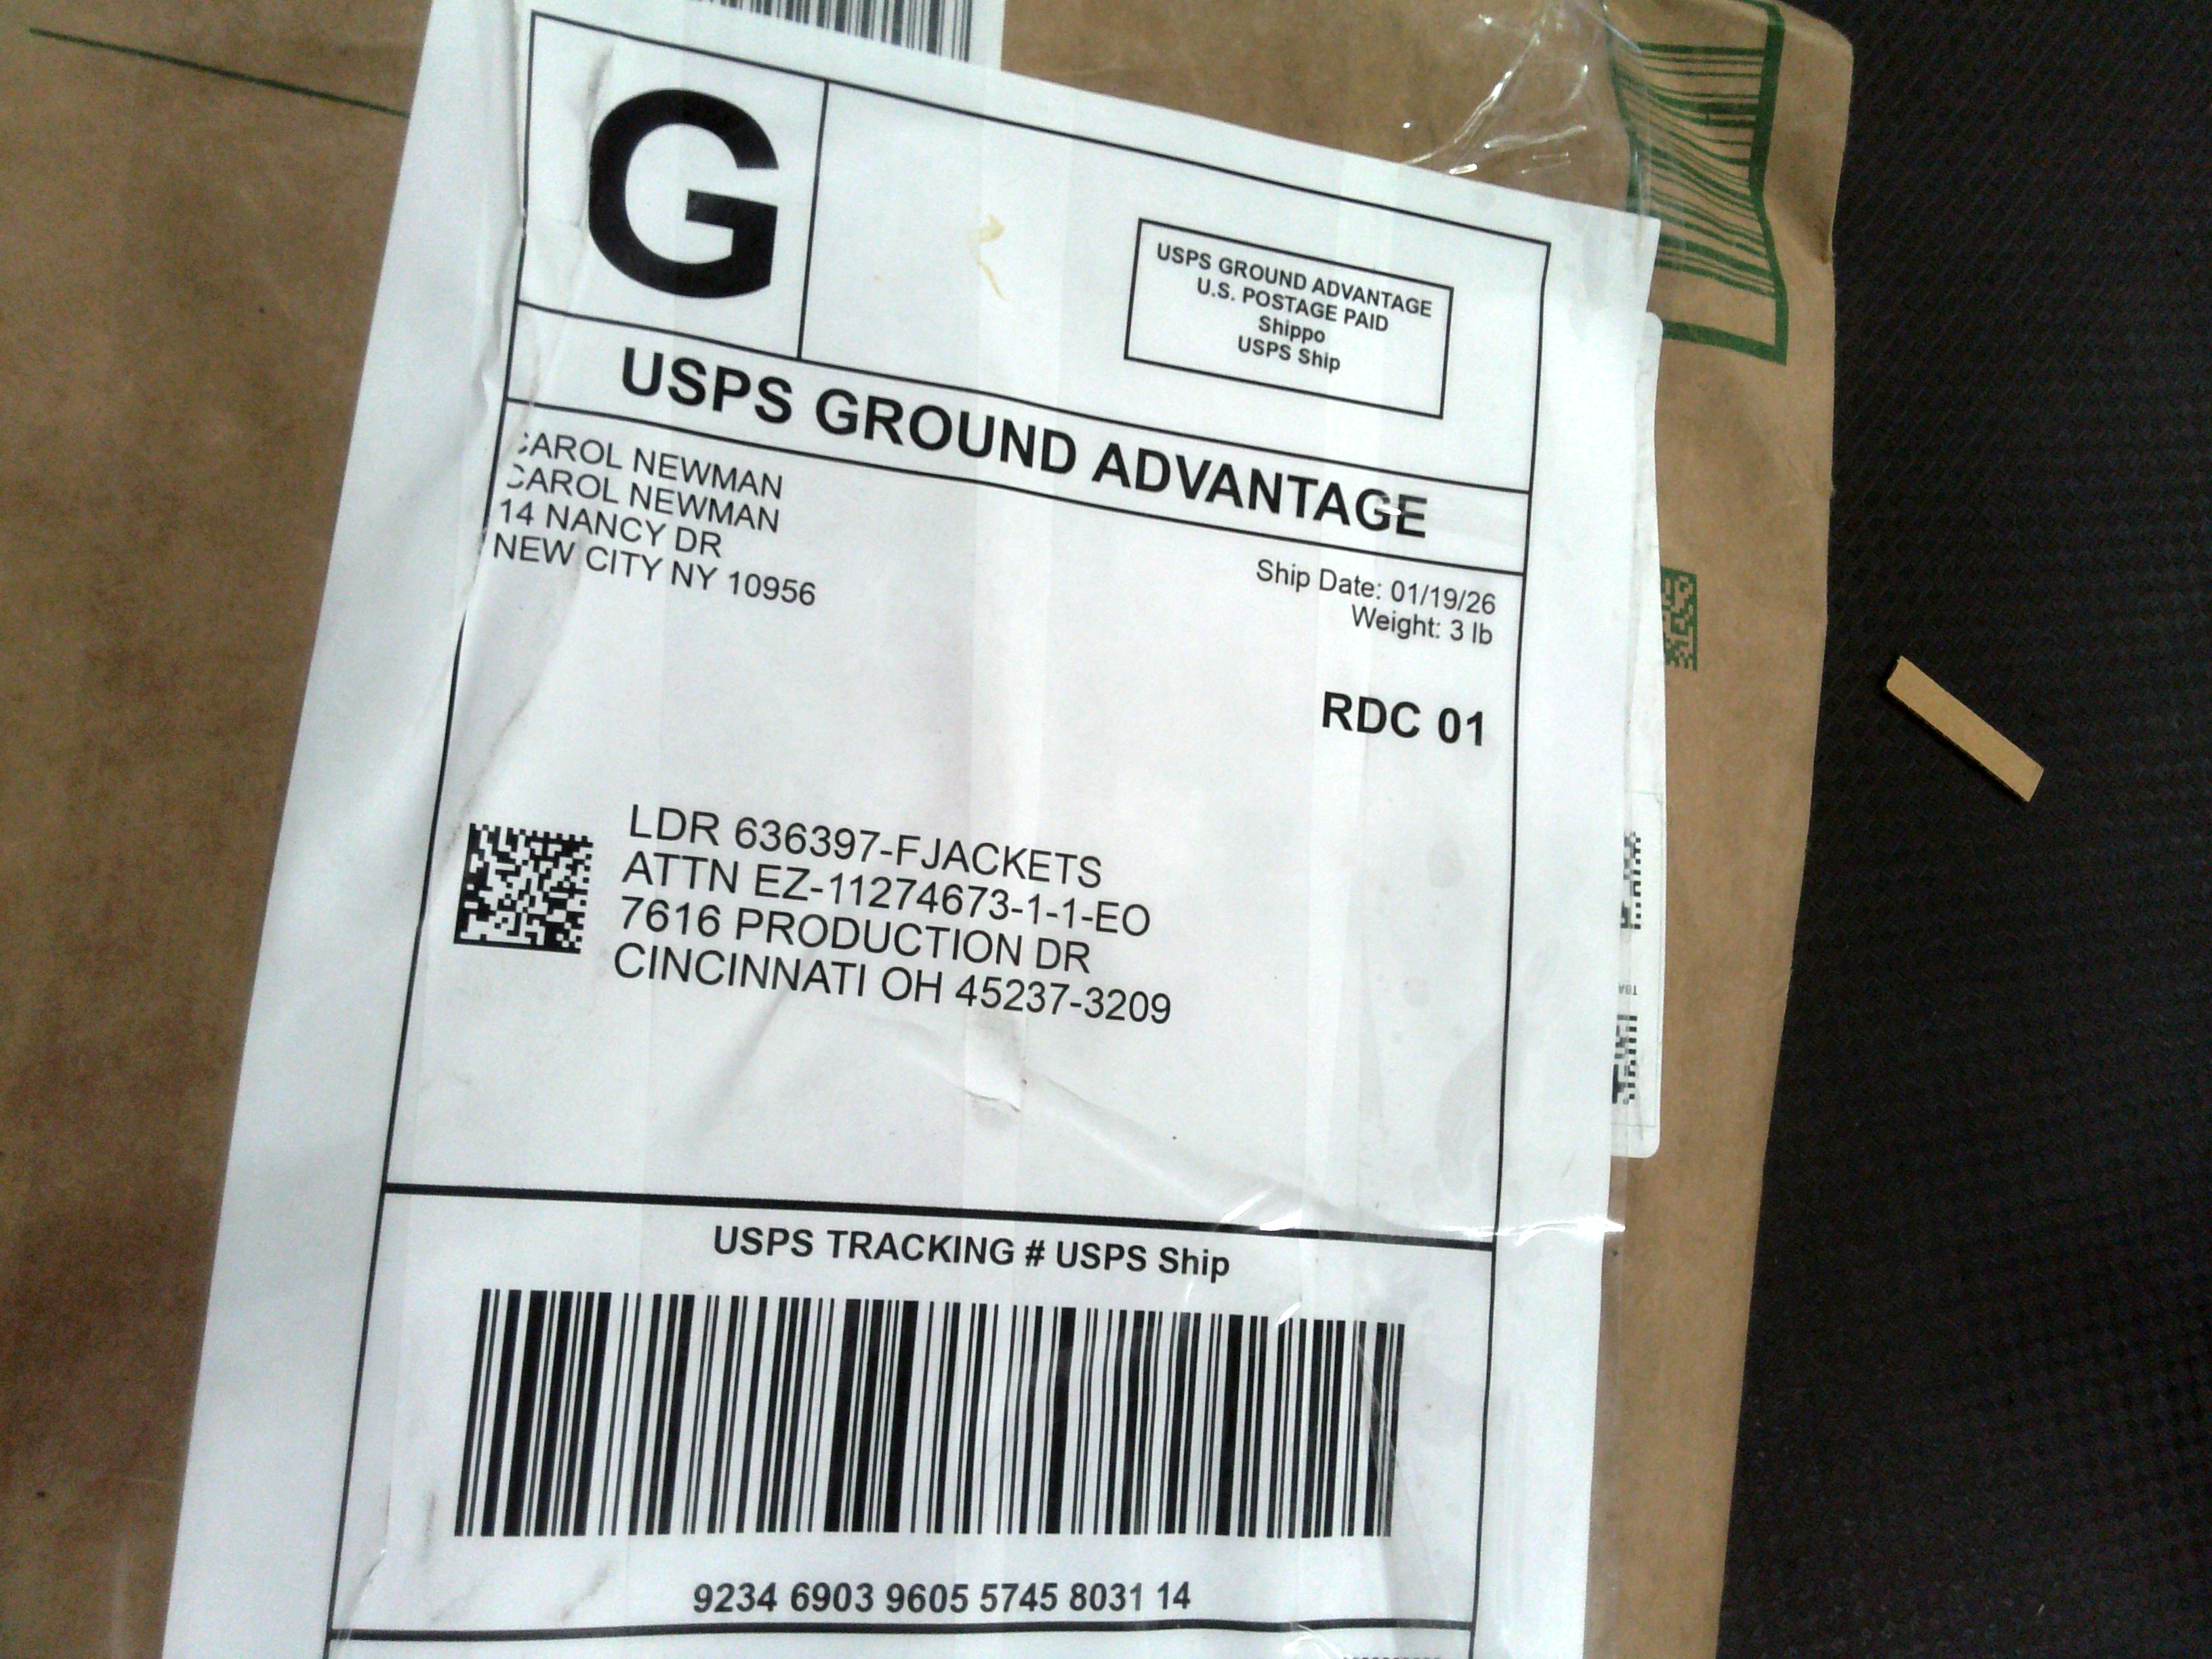 G
USPS GROUND ADVANTAGE
U.S. POSTAGE PAID
Shippo
USPS Ship
USPS GROUND ADVANTAGE
CAROL NEWMAN
CAROL NEWMAN
14 NANCY DR
NEW CITY NY 10956
Ship Date: 01/19/26
Weight: 3 lb
RDC 01
LDR 636397-FJACKETS
ATTN EZ-11274673-1-1-EO
7616 PRODUCTION DR
CINCINNATI OH 45237-3209
USPS TRACKING # USPS Ship
9234 6903 9605 5745 8031 14